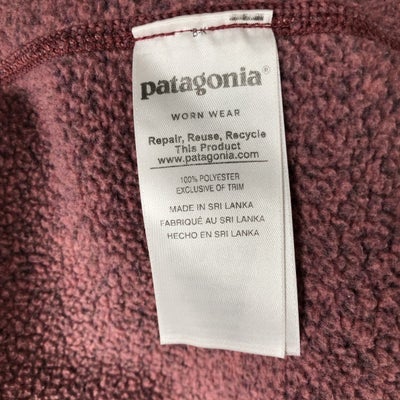 patagonia®
WORN WEAR
Repair, Reuse, Recycle
This Product
www.patagonia.com
100% POLYESTER
EXCLUSIVE OF TRIM
MADE IN SRI LANKA
FABRIQUÉ AU SRI LANKA
HECHO EN SRI LANKA